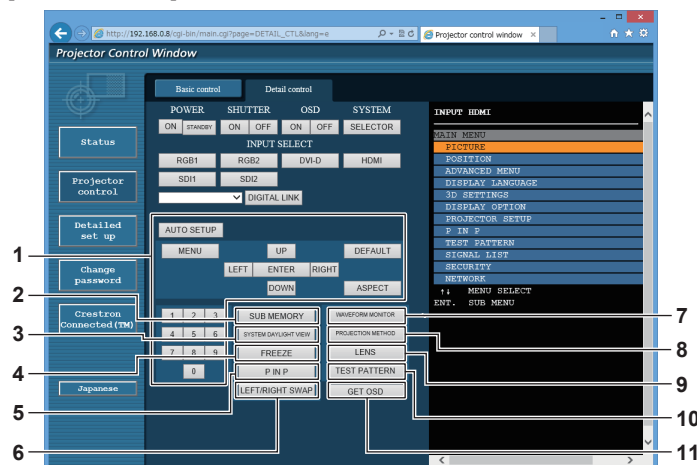 http://192.168.0.8/cgi-bin/main.cgi?page=DETAIL_CTL&lang=e
Projector control window
Projector Control Window
Basic control
Detail control
POWER SHUTTER OSD SYSTEM
ON STANDBY ON OFF ON OFF SELECTOR
INPUT SELECT
RGB1 RGB2 DVI-D HDMI
SDI1 SDI2
DIGITAL LINK
Status
Projector
control
Detailed
set up
Change
password
Crestron
Connected(TM)
Japanese
AUTO SETUP
MENU UP DEFAULT
LEFT ENTER RIGHT
DOWN ASPECT
1 2 3 SUB MEMORY WAVEFORM MONITOR
4 5 6 SYSTEM DAYLIGHT VIEW PROJECTION METHOD
7 8 9 FREEZE LENS
0 P IN P TEST PATTERN
LEFT/RIGHT SWAP GET OSD
INPUT HDMI
MAIN MENU
PICTURE
POSITION
ADVANCED MENU
DISPLAY LANGUAGE
3D SETTINGS
DISPLAY OPTION
PROJECTOR SETUP
P IN P
TEST PATTERN
SIGNAL LIST
SECURITY
NETWORK
↑↓ MENU SELECT
ENT. SUB MENU
1
2
3
4
5
6
7
8
9
10
11